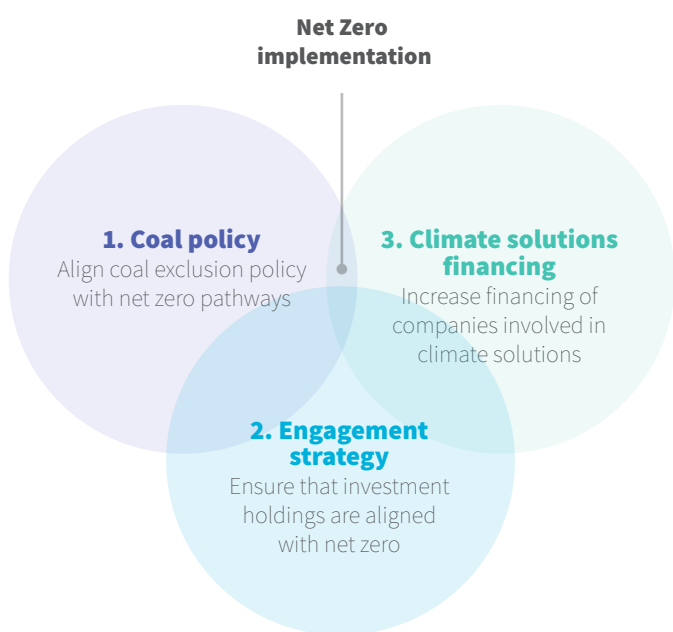 Net Zero
implementation
1. Coal policy
Align coal exclusion policy
with net zero pathways
3. Climate solutions
financing
Increase financing of
companies involved in
climate solutions
2. Engagement
strategy
Ensure that investment
holdings are aligned
with net zero